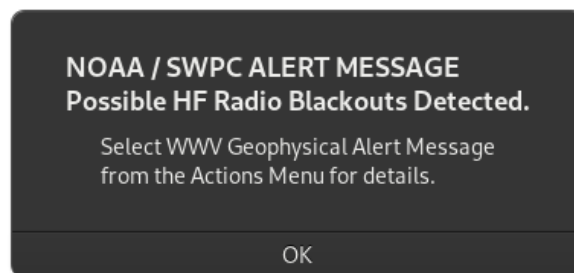 NOAA / SWPC ALERT MESSAGE
Possible HF Radio Blackouts Detected.
Select WWV Geophysical Alert Message
from the Actions Menu for details.
OK